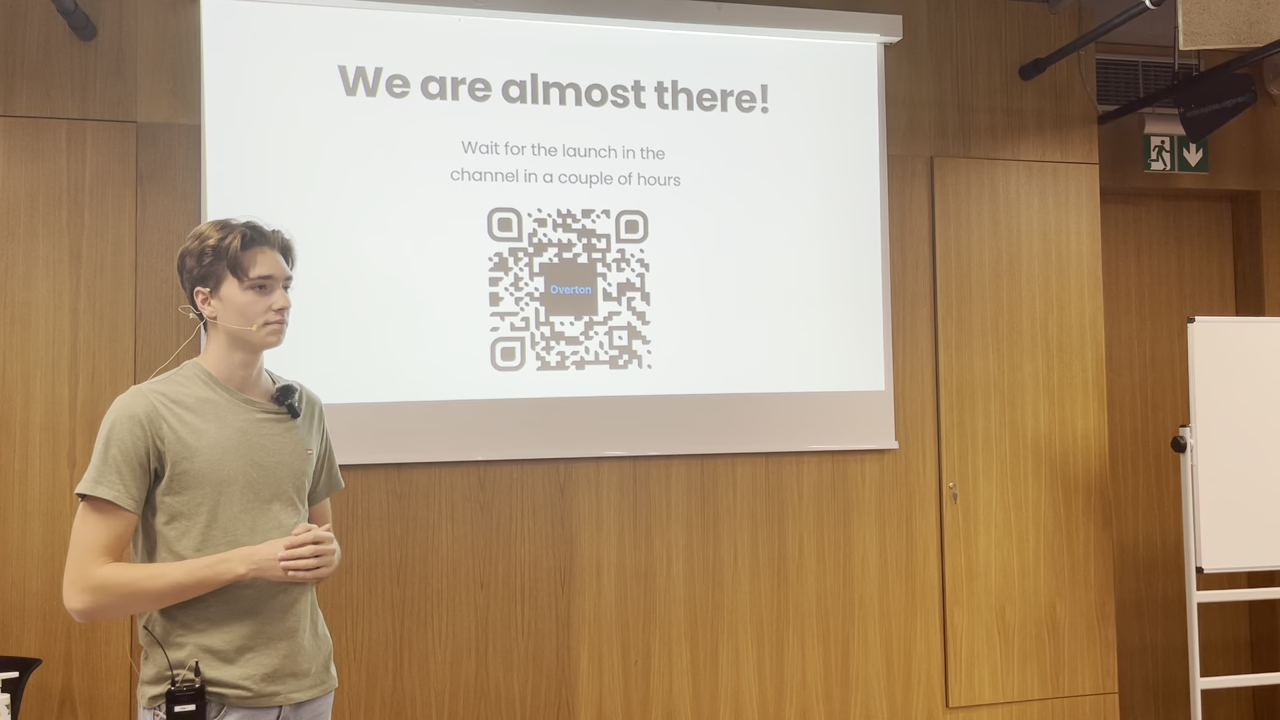 We are almost there!
Wait for the launch in the
channel in a couple of hours
Overton